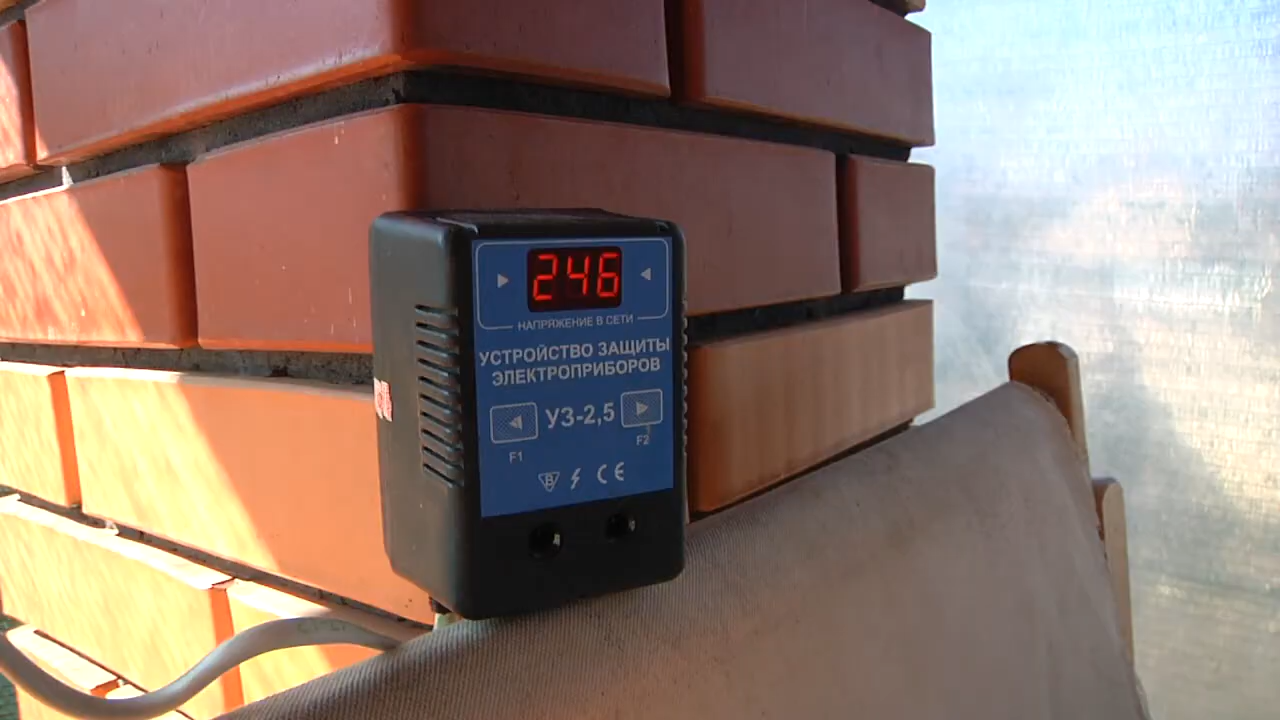 246
НАПРЯЖЕНИЕ В СЕТИ
УСТРОЙСТВО ЗАЩИТЫ
ЭЛЕКТРОПРИБОРОВ
УЗ-2,5
F1 F2
В CE